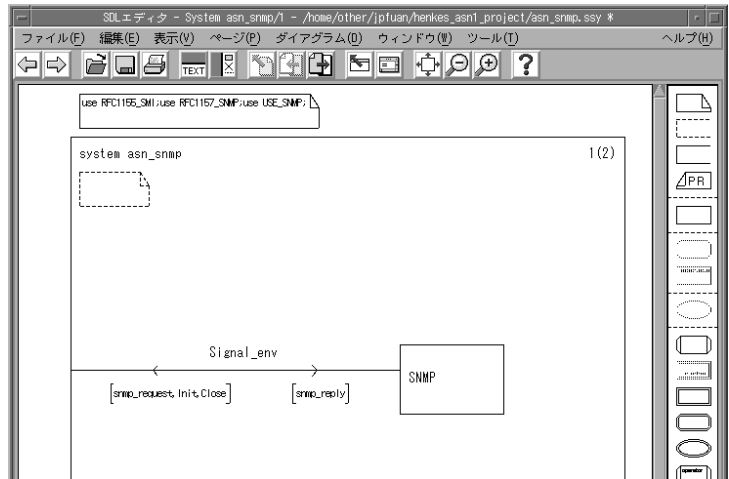 SDLエディタ - System asn_snmp/1 - /home/other/jpfuan/henkes_asn1_project/asn_snmp.ssy *
ファイル(F) 編集(E) 表示(V) ページ(P) ダイアグラム(D) ウィンドウ(W) ツール(T) ヘルプ(H)
TEXT
use RFC1155_SMI;use RFC1157_SNMP;use USE_SNMP;
system asn_snmp 1(2)
PR
Signal_env
SNMP
[snmp_request, Init, Close] [snmp_reply]
operator